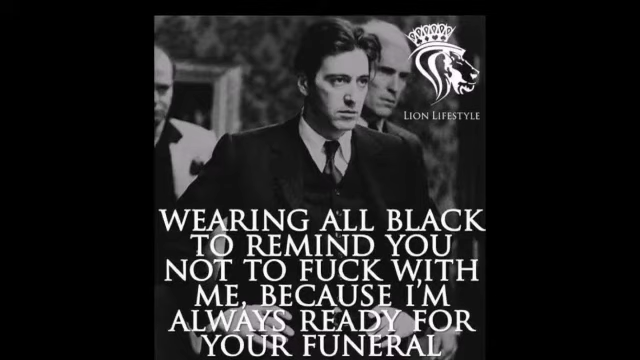 LION LIFESTYLE
WEARING ALL BLACK
TO REMIND YOU
NOT TO FUCK WITH
ME, BECAUSE I'M
ALWAYS READY FOR
YOUR FUNERAL